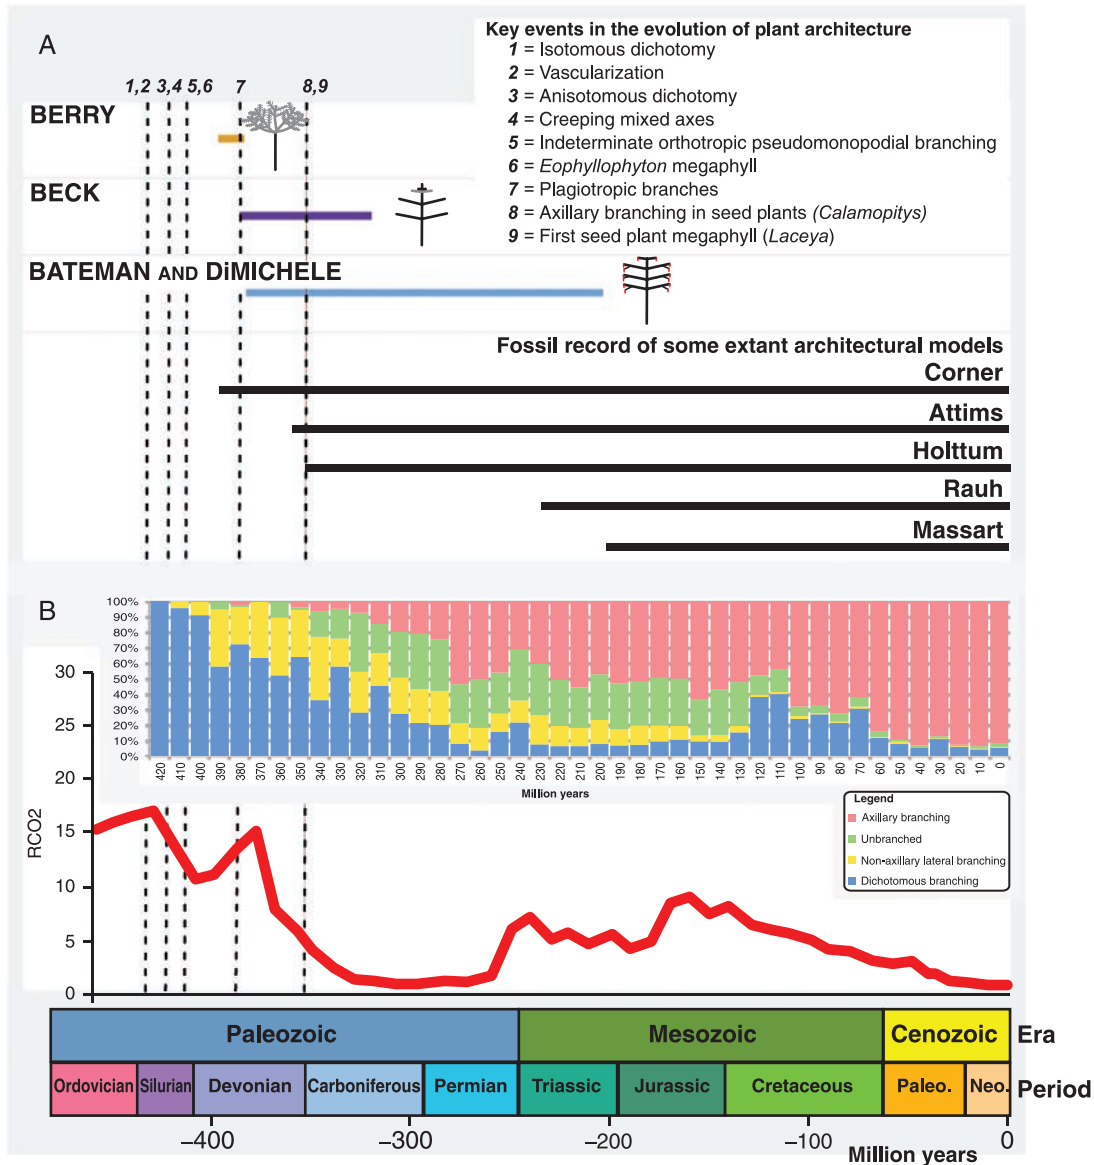 A
Key events in the evolution of plant architecture
1 = Isotomous dichotomy
2 = Vascularization
3 = Anisotomous dichotomy
4 = Creeping mixed axes
5 = Indeterminate orthotropic pseudomonopodial branching
6 = Eophyllophyton megaphyll
7 = Plagiotropic branches
8 = Axillary branching in seed plants (Calamopitys)
9 = First seed plant megaphyll (Laceya)
1,2 3,4 5,6 7 8,9
BERRY
BECK
BATEMAN AND DiMICHELE
Fossil record of some extant architectural models
Corner
Attims
Holttum
Rauh
Massart
B
100%
90%
80%
70%
60%
50%
40%
30%
20%
10%
0%
420 410 400 390 380 370 360 350 340 330 320 310 300 290 280 270 260 250 240 230 220 210 200 190 180 170 160 150 140 130 120 110 100 90 80 70 60 50 40 30 20 10 0
Million years
Legend
Axillary branching
Unbranched
Non-axillary lateral branching
Dichotomous branching
RCO2
30
25
20
15
10
5
0
Paleozoic Mesozoic Cenozoic Era
Ordovician Silurian Devonian Carboniferous Permian Triassic Jurassic Cretaceous Paleo. Neo. Period
−400 −300 −200 −100 0
Million years